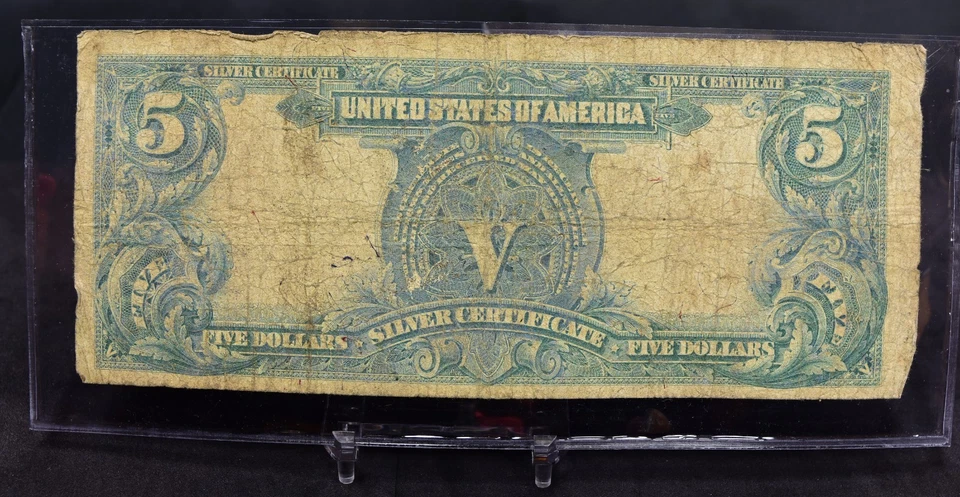 SILVER CERTIFICATE SILVER CERTIFICATE
UNITED STATES OF AMERICA
5 5
V
FIVE FIVE
SILVER CERTIFICATE
FIVE DOLLARS FIVE DOLLARS